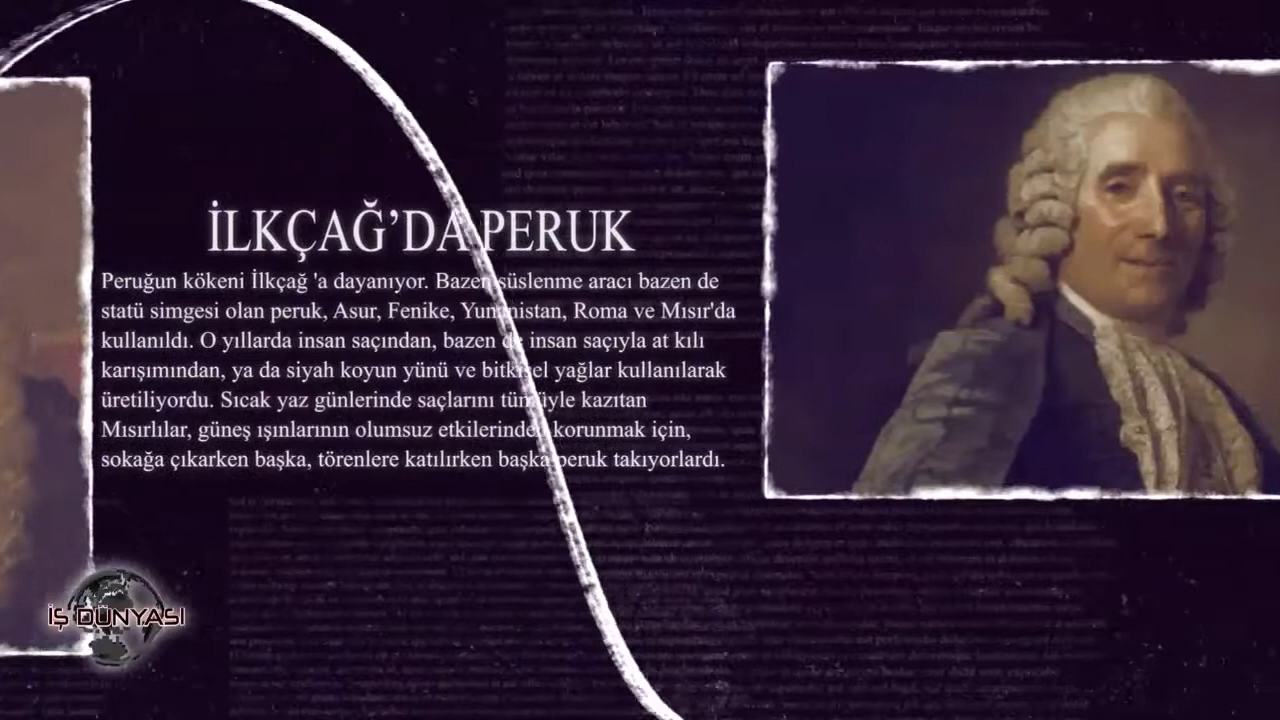 İLKÇAĞ’DA PERUK
Peruğun kökeni İlkçağ 'a dayanıyor. Bazen süslenme aracı bazen de
statü simgesi olan peruk, Asur, Fenike, Yunanistan, Roma ve Mısır'da
kullanıldı. O yıllarda insan saçından, bazen de insan saçıyla at kılı
karışımından, ya da siyah koyun yünü ve bitkisel yağlar kullanılarak
üretiliyordu. Sıcak yaz günlerinde saçlarını tümüyle kazıtan
Mısırlılar, güneş ışınlarının olumsuz etkilerinden korunmak için,
sokağa çıkarken başka, törenlere katılırken başka peruk takıyorlardı.
İŞ DÜNYASI